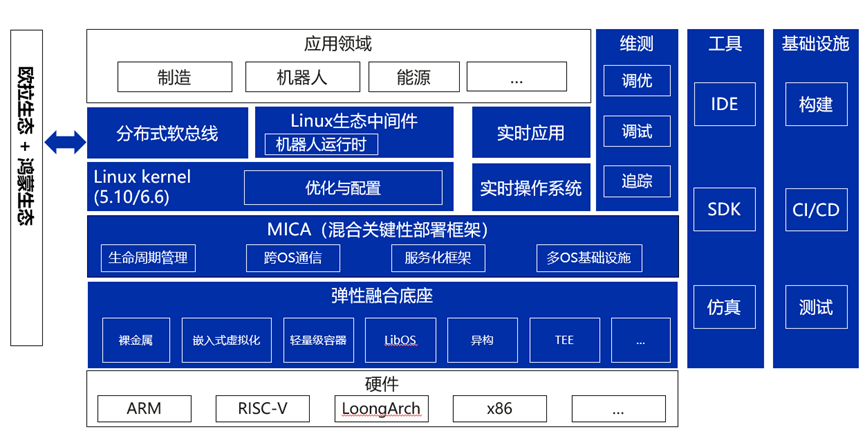 欧拉生态 + 鸿蒙生态
应用领域
制造
机器人
能源
...
分布式软总线
Linux生态中间件
机器人运行时
实时应用
Linux kernel
(5.10/6.6)
优化与配置
实时操作系统
MICA（混合关键性部署框架）
生命周期管理
跨OS通信
服务化框架
多OS基础设施
弹性融合底座
裸金属
嵌入式虚拟化
轻量级容器
LibOS
异构
TEE
...
硬件
ARM
RISC-V
LoongArch
x86
...
维测
调优
调试
追踪
工具
IDE
SDK
仿真
基础设施
构建
CI/CD
测试